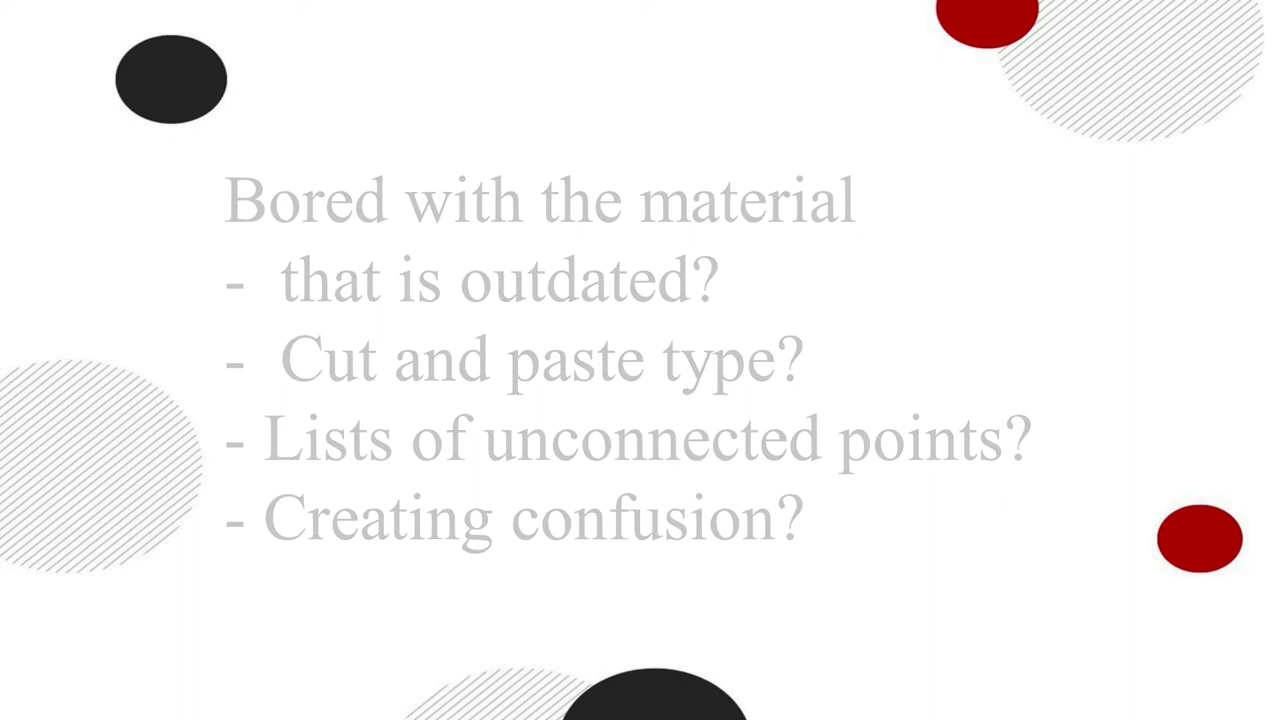 Bored with the material
- that is outdated?
- Cut and paste type?
- Lists of unconnected points?
- Creating confusion?